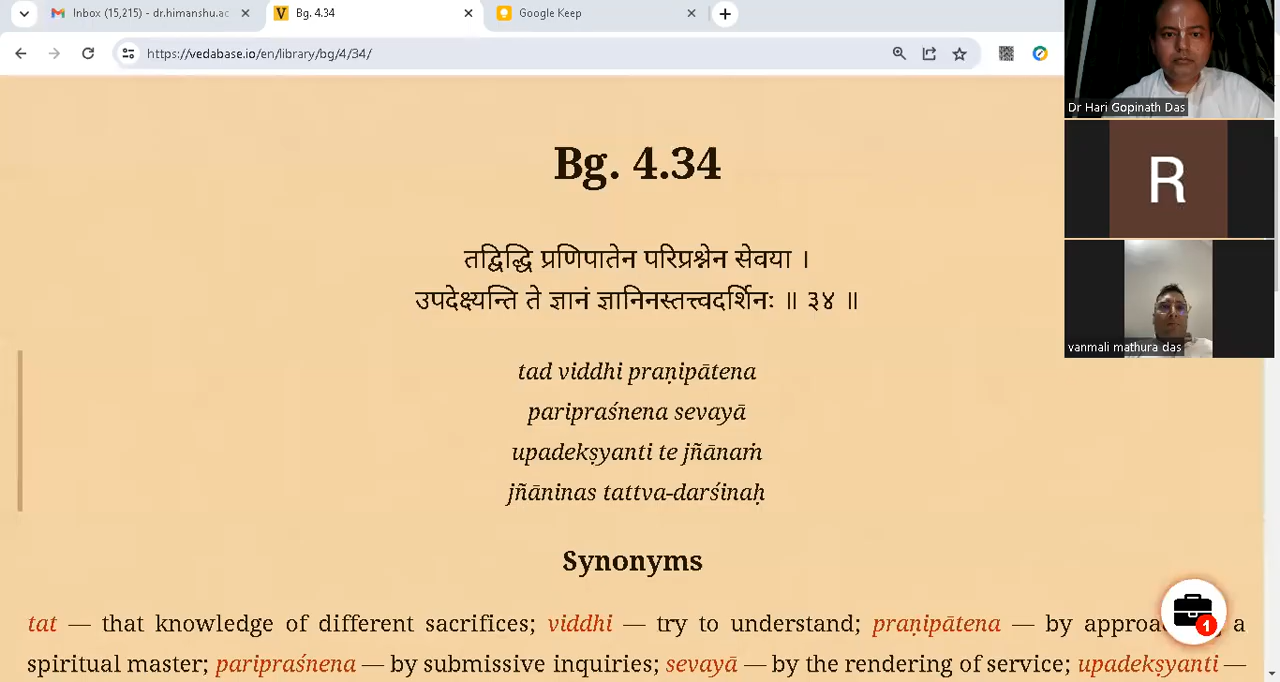 Inbox (15,215) - dr.himanshu.ac
Bg. 4.34
Google Keep
https://vedabase.io/en/library/bg/4/34/
Dr Hari Gopinath Das
R
vanmali mathura das
Bg. 4.34
तद्विद्धि प्रणिपातेन परिप्रश्नेन सेवया ।
उपदेक्ष्यन्ति ते ज्ञानं ज्ञानिनस्तत्त्वदर्शिनः ॥ ३४ ॥
tad viddhi praṇipātena
paripraśnena sevayā
upadekṣyanti te jñānaṁ
jñāninas tattva-darśinaḥ
Synonyms
tat — that knowledge of different sacrifices; viddhi — try to understand; praṇipātena — by a
spiritual master; paripraśnena — by submissive inquiries; sevayā — by the rendering of service; upadekṣyanti —
1